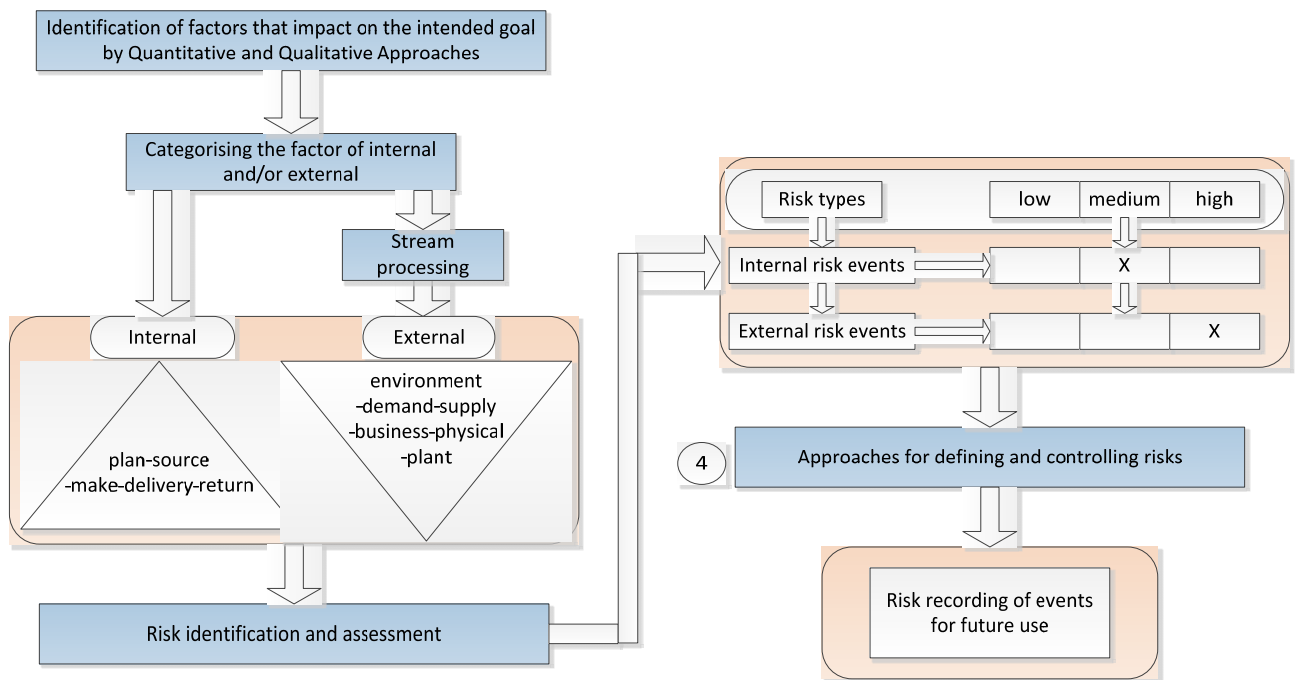 Identification of factors that impact on the intended goal
by Quantitative and Qualitative Approaches
Categorising the factor of internal
and/or external
Stream
processing
Internal
External
plan-source
-make-delivery-return
environment
-demand-supply
-business-physical
-plant
Risk identification and assessment
Risk types
low medium high
Internal risk events X
External risk events X
4
Approaches for defining and controlling risks
Risk recording of events
for future use